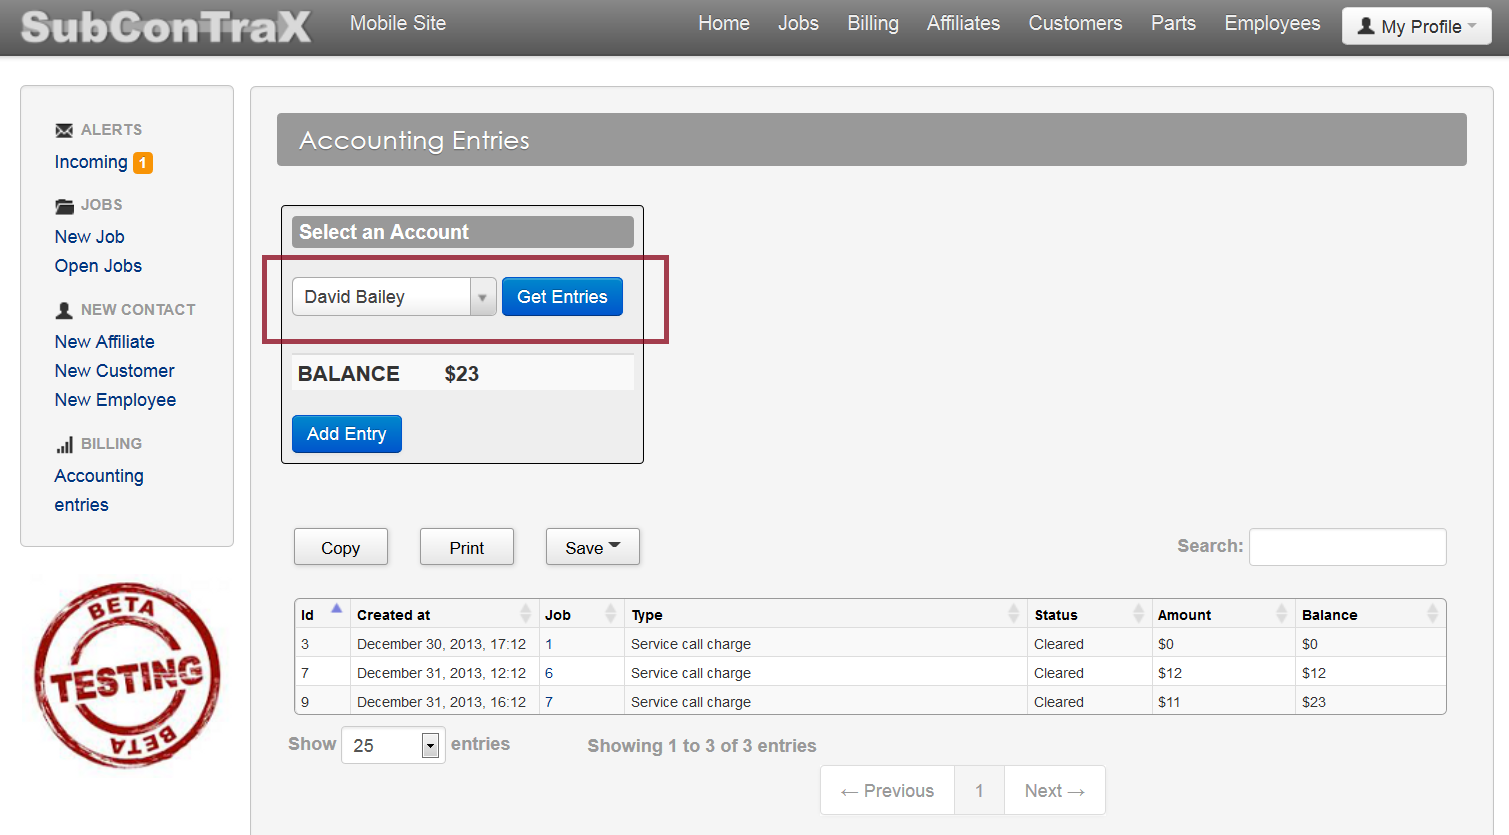 SubConTraX Mobile Site Home Jobs Billing Affiliates Customers Parts Employees My Profile
ALERTS
Incoming 1
JOBS
New Job
Open Jobs
NEW CONTACT
New Affiliate
New Customer
New Employee
BILLING
Accounting
entries
BETA
TESTING
BETA
Accounting Entries
Select an Account
David Bailey Get Entries
BALANCE $23
Add Entry
Copy Print Save Search:
Id Created at Job Type Status Amount Balance
3 December 30, 2013, 17:12 1 Service call charge Cleared $0 $0
7 December 31, 2013, 12:12 6 Service call charge Cleared $12 $12
9 December 31, 2013, 16:12 7 Service call charge Cleared $11 $23
Show 25 entries Showing 1 to 3 of 3 entries
← Previous 1 Next →